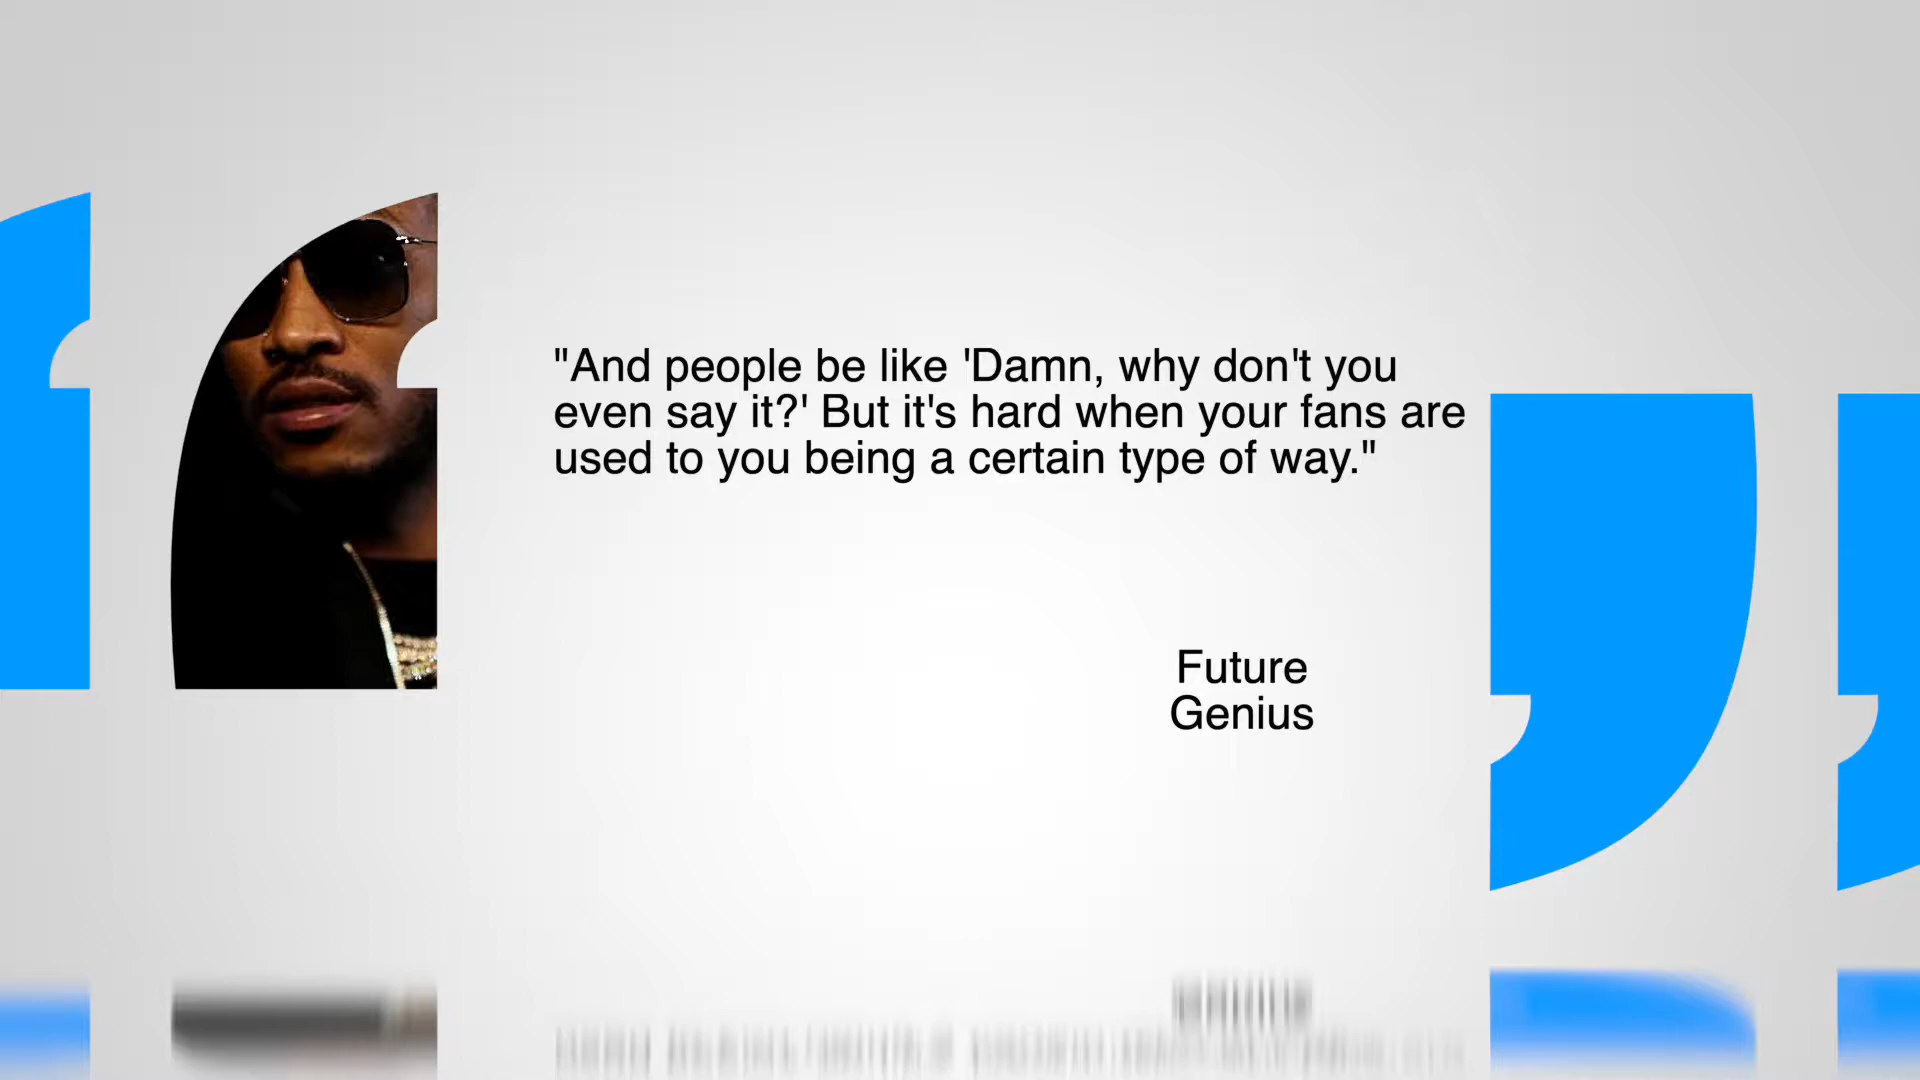 "And people be like 'Damn, why don't you
even say it?' But it's hard when your fans are
used to you being a certain type of way."
Future
Genius